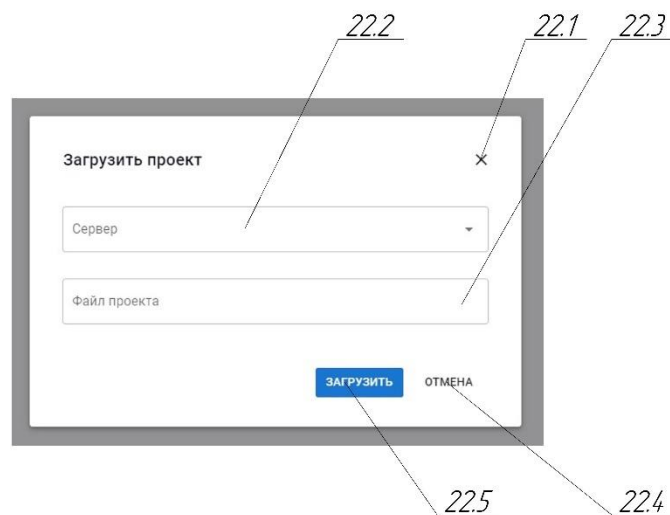 22.2 22.1 22.3
Загрузить проект
Сервер
Файл проекта
ЗАГРУЗИТЬ ОТМЕНА
22.5 22.4